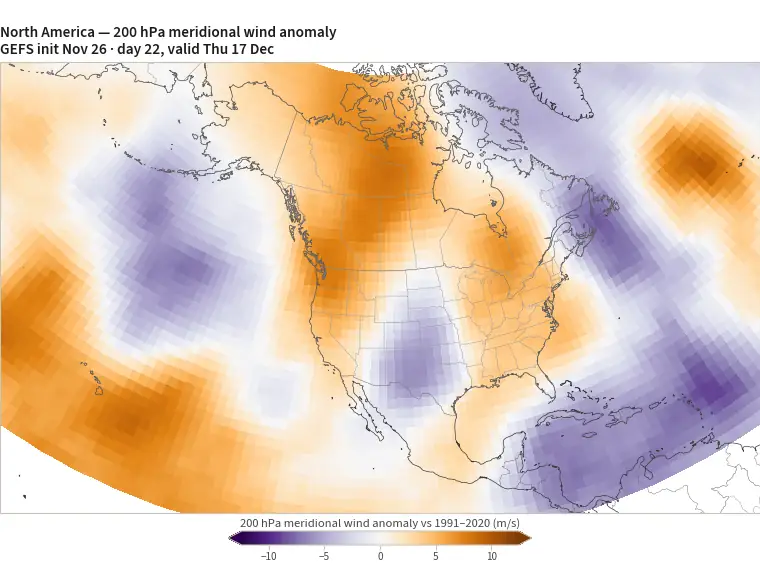 North America — 200 hPa meridional wind anomaly
GEFS init Nov 26 · day 22, valid Thu 17 Dec
200 hPa meridional wind anomaly vs 1991–2020 (m/s)
−10 −5 0 5 10